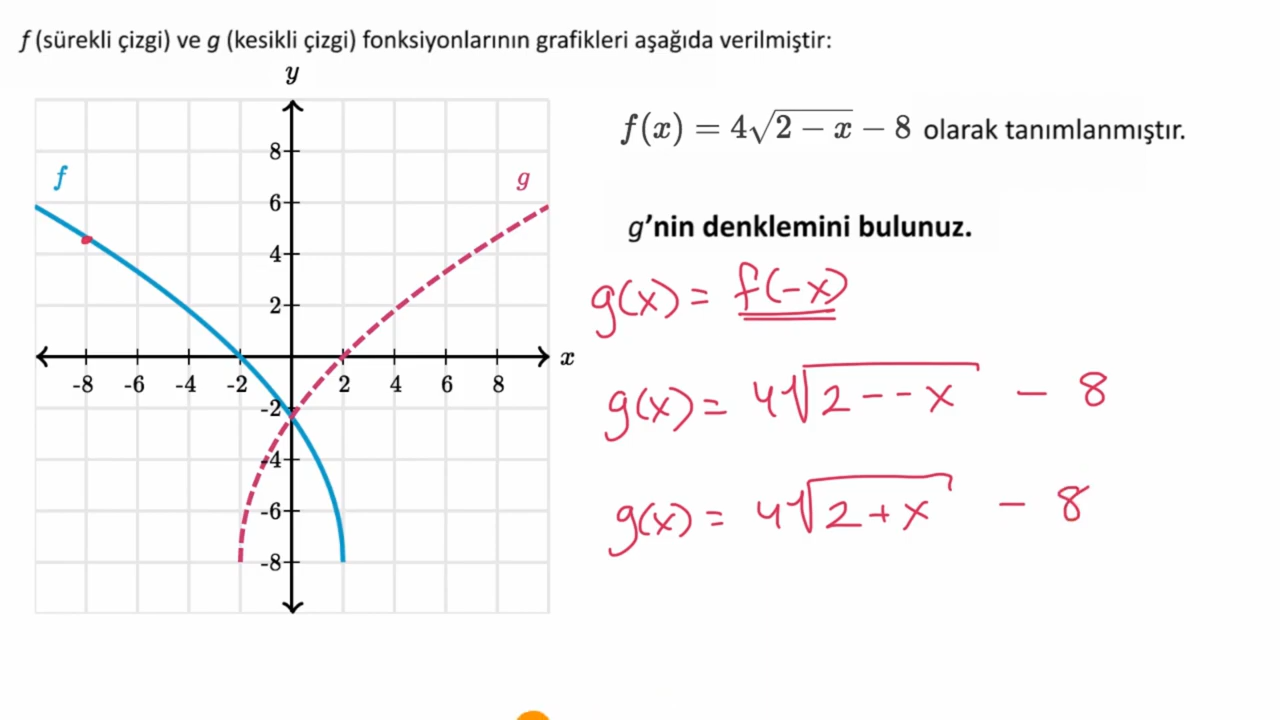 f (sürekli çizgi) ve g (kesikli çizgi) fonksiyonlarının grafikleri aşağıda verilmiştir:
y
f(x) = 4√(2 − x) − 8 olarak tanımlanmıştır.
8
f
g
6
g'nin denklemini bulunuz.
4
g(x) = f(-x)
2
x
-8 -6 -4 -2 2 4 6 8
-2
g(x) = 4√(2 - - x) - 8
-4
g(x) = 4√(2 + x) - 8
-6
-8